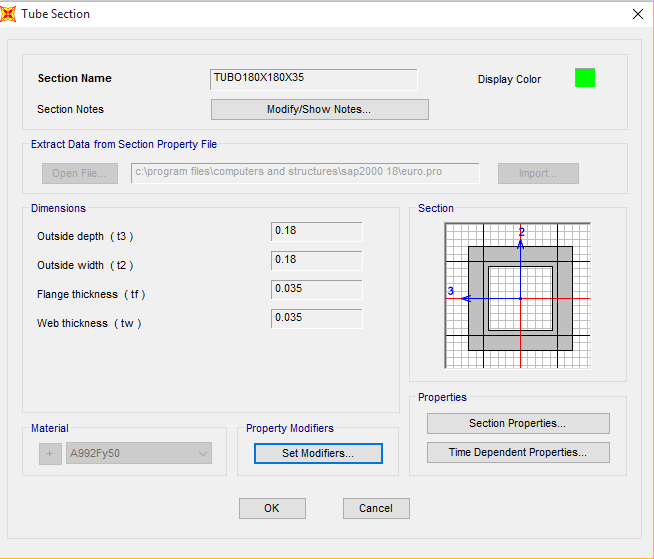 Tube Section
Section Name TUBO180X180X35 Display Color
Section Notes Modify/Show Notes...
Extract Data from Section Property File
Open File... c:\program files\computers and structures\sap2000 18\euro.pro Import...
Dimensions
Outside depth ( t3 ) 0.18
Outside width ( t2 ) 0.18
Flange thickness ( tf ) 0.035
Web thickness ( tw ) 0.035
Section
2
3
Material
+ A992Fy50
Property Modifiers
Set Modifiers...
Properties
Section Properties...
Time Dependent Properties...
OK Cancel